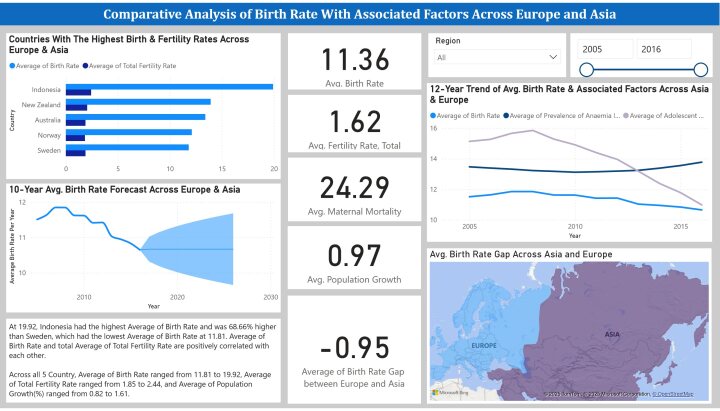 Comparative Analysis of Birth Rate With Associated Factors Across Europe and Asia
Countries With The Highest Birth & Fertility Rates Across
Europe & Asia
Average of Birth Rate Average of Total Fertility Rate
Country
Indonesia
New Zealand
Australia
Norway
Sweden
0 5 10 15 20
10-Year Avg. Birth Rate Forecast Across Europe & Asia
Average Birth Rate Per Year
12
11
10
2010 2020 2030
Year
At 19.92, Indonesia had the highest Average of Birth Rate and was 68.66% higher
than Sweden, which had the lowest Average of Birth Rate at 11.81. Average of
Birth Rate and total Average of Total Fertility Rate are positively correlated with
each other.
Across all 5 Country, Average of Birth Rate ranged from 11.81 to 19.92, Average
of Total Fertility Rate ranged from 1.85 to 2.44, and Average of Population
Growth(%) ranged from 0.82 to 1.61.
11.36
Avg. Birth Rate
1.62
Avg. Fertility Rate, Total
24.29
Avg. Maternal Mortality
0.97
Avg. Population Growth
-0.95
Average of Birth Rate Gap
between Europe and Asia
Region
All
2005 2016
12-Year Trend of Avg. Birth Rate & Associated Factors Across Asia
& Europe
Average of Birth Rate Average of Prevalence of Anaemia (... Average of Adolescent ...
16
14
12
10
2005 2010 2015
Year
Avg. Birth Rate Gap Across Asia and Europe
EUROPE
ASIA
Microsoft Bing
Microsoft Corporation, © OpenStreetMap